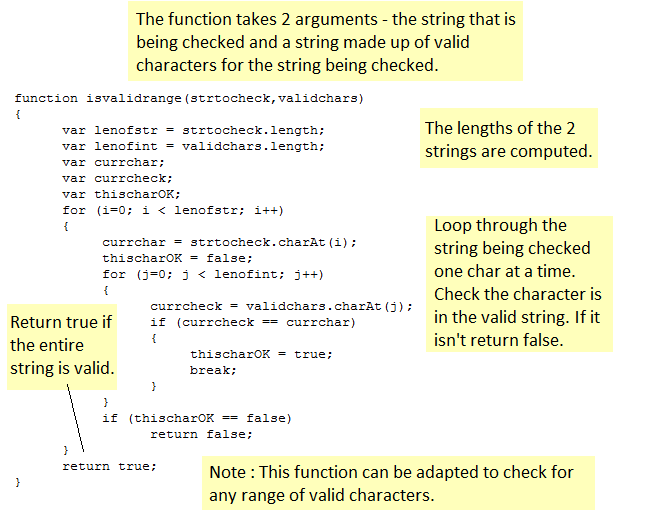 The function takes 2 arguments - the string that is
being checked and a string made up of valid
characters for the string being checked.
function isvalidrange(strtocheck,validchars)
{
var lenofstr = strtocheck.length;
var lenofint = validchars.length;
var currchar;
var currcheck;
var thischarOK;
The lengths of the 2
strings are computed.
for (i=0; i < lenofstr; i++)
{
currchar = strtocheck.charAt(i);
thischarOK = false;
for (j=0; j < lenofint; j++)
{
currcheck = validchars.charAt(j);
if (currcheck == currchar)
{
thischarOK = true;
break;
}
}
if (thischarOK == false)
return false;
}
return true;
}
Loop through the
string being checked
one char at a time.
Check the character is
in the valid string. If it
isn't return false.
Return true if
the entire
string is valid.
Note : This function can be adapted to check for
any range of valid characters.